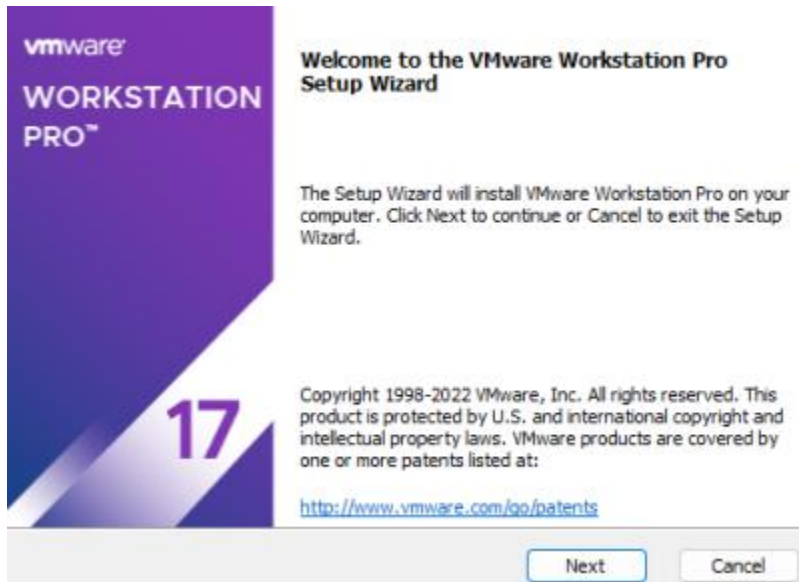 vmware®
WORKSTATION
PRO™
Welcome to the VMware Workstation Pro
Setup Wizard
The Setup Wizard will install VMware Workstation Pro on your
computer. Click Next to continue or Cancel to exit the Setup
Wizard.
17
Copyright 1998-2022 VMware, Inc. All rights reserved. This
product is protected by U.S. and international copyright and
intellectual property laws. VMware products are covered by
one or more patents listed at:
http://www.vmware.com/go/patents
Next
Cancel